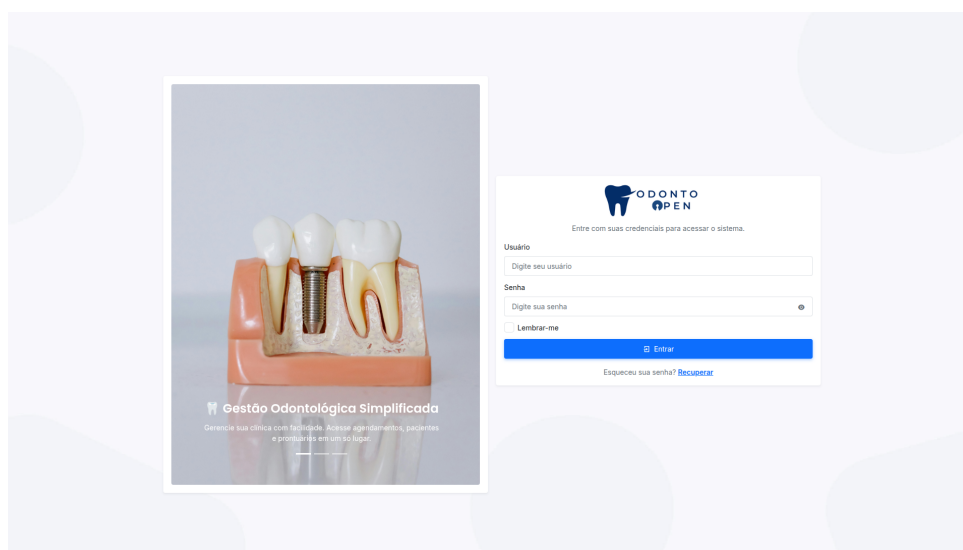 Gestão Odontológica Simplificada
Gerencie sua clínica com facilidade. Acesse agendamentos, pacientes
e prontuários em um só lugar.
ODONTO
OPEN
Entre com suas credenciais para acessar o sistema.
Usuário
Digite seu usuário
Senha
Digite sua senha
Lembrar-me
Entrar
Esqueceu sua senha? Recuperar